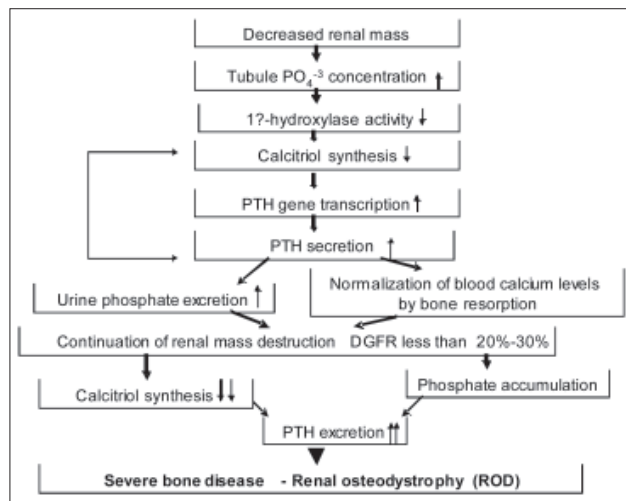 Decreased renal mass
Tubule PO₄⁻³ concentration ↑
1?-hydroxylase activity ↓
Calcitriol synthesis ↓
PTH gene transcription ↑
PTH secretion ↑
Urine phosphate excretion ↑
Normalization of blood calcium levels
by bone resorption
Continuation of renal mass destruction DGFR less than 20%-30%
Calcitriol synthesis ↓↓
Phosphate accumulation
PTH excretion ↑↑
Severe bone disease - Renal osteodystrophy (ROD)